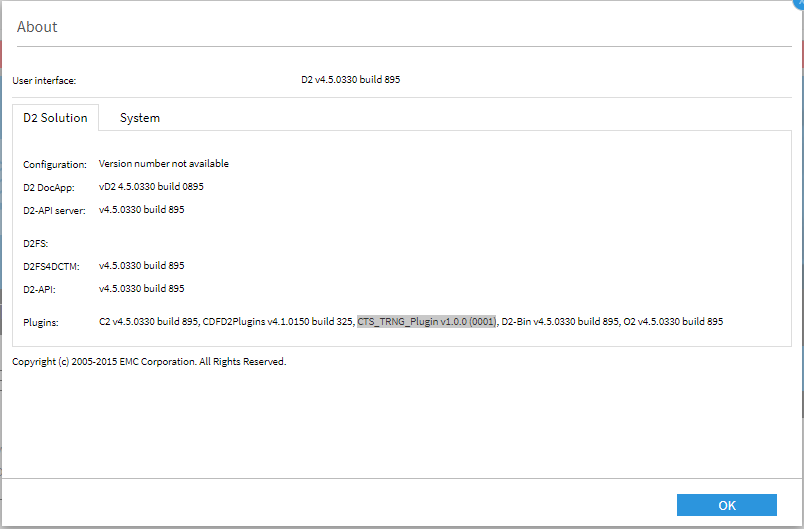 About
User interface: D2 v4.5.0330 build 895
D2 Solution System
Configuration: Version number not available
D2 DocApp: vD2 4.5.0330 build 0895
D2-API server: v4.5.0330 build 895
D2FS:
D2FS4DCTM: v4.5.0330 build 895
D2-API: v4.5.0330 build 895
Plugins: C2 v4.5.0330 build 895, CDFD2Plugins v4.1.0150 build 325, CTS_TRNG_Plugin v1.0.0 (0001), D2-Bin v4.5.0330 build 895, O2 v4.5.0330 build 895
Copyright (c) 2005-2015 EMC Corporation. All Rights Reserved.
OK